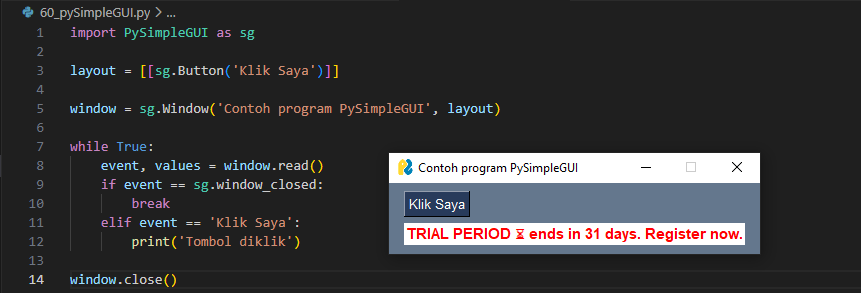 60_pySimpleGUI.py > ...
1 import PySimpleGUI as sg
2
3 layout = [[sg.Button('Klik Saya')]]
4
5 window = sg.Window('Contoh program PySimpleGUI', layout)
6
7 while True:
8     event, values = window.read()
9     if event == sg.window_closed:
10         break
11     elif event == 'Klik Saya':
12         print('Tombol diklik')
13
14 window.close()
Contoh program PySimpleGUI
Klik Saya
TRIAL PERIOD ⏳ ends in 31 days. Register now.